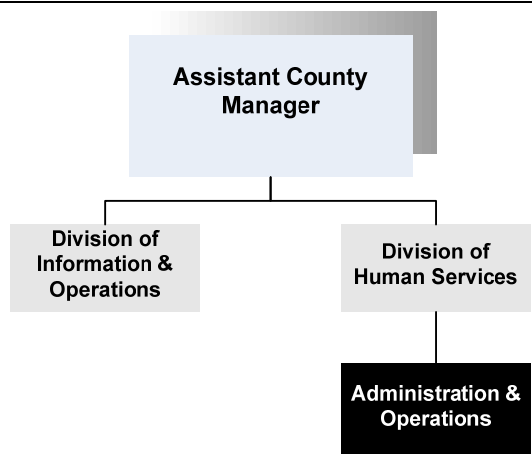 Assistant County
Manager
Division of
Information &
Operations
Division of
Human Services
Administration &
Operations